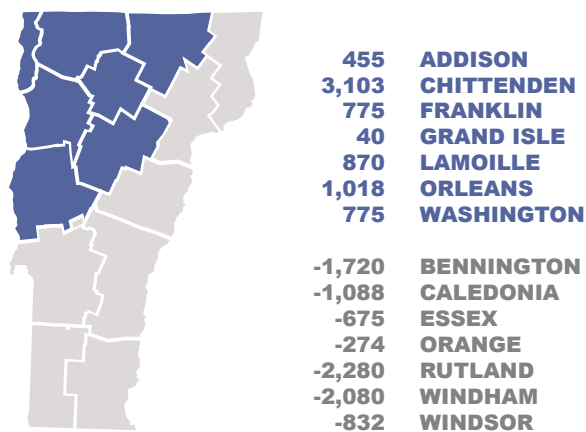 455 ADDISON
3,103 CHITTENDEN
775 FRANKLIN
40 GRAND ISLE
870 LAMOILLE
1,018 ORLEANS
775 WASHINGTON
-1,720 BENNINGTON
-1,088 CALEDONIA
-675 ESSEX
-274 ORANGE
-2,280 RUTLAND
-2,080 WINDHAM
-832 WINDSOR